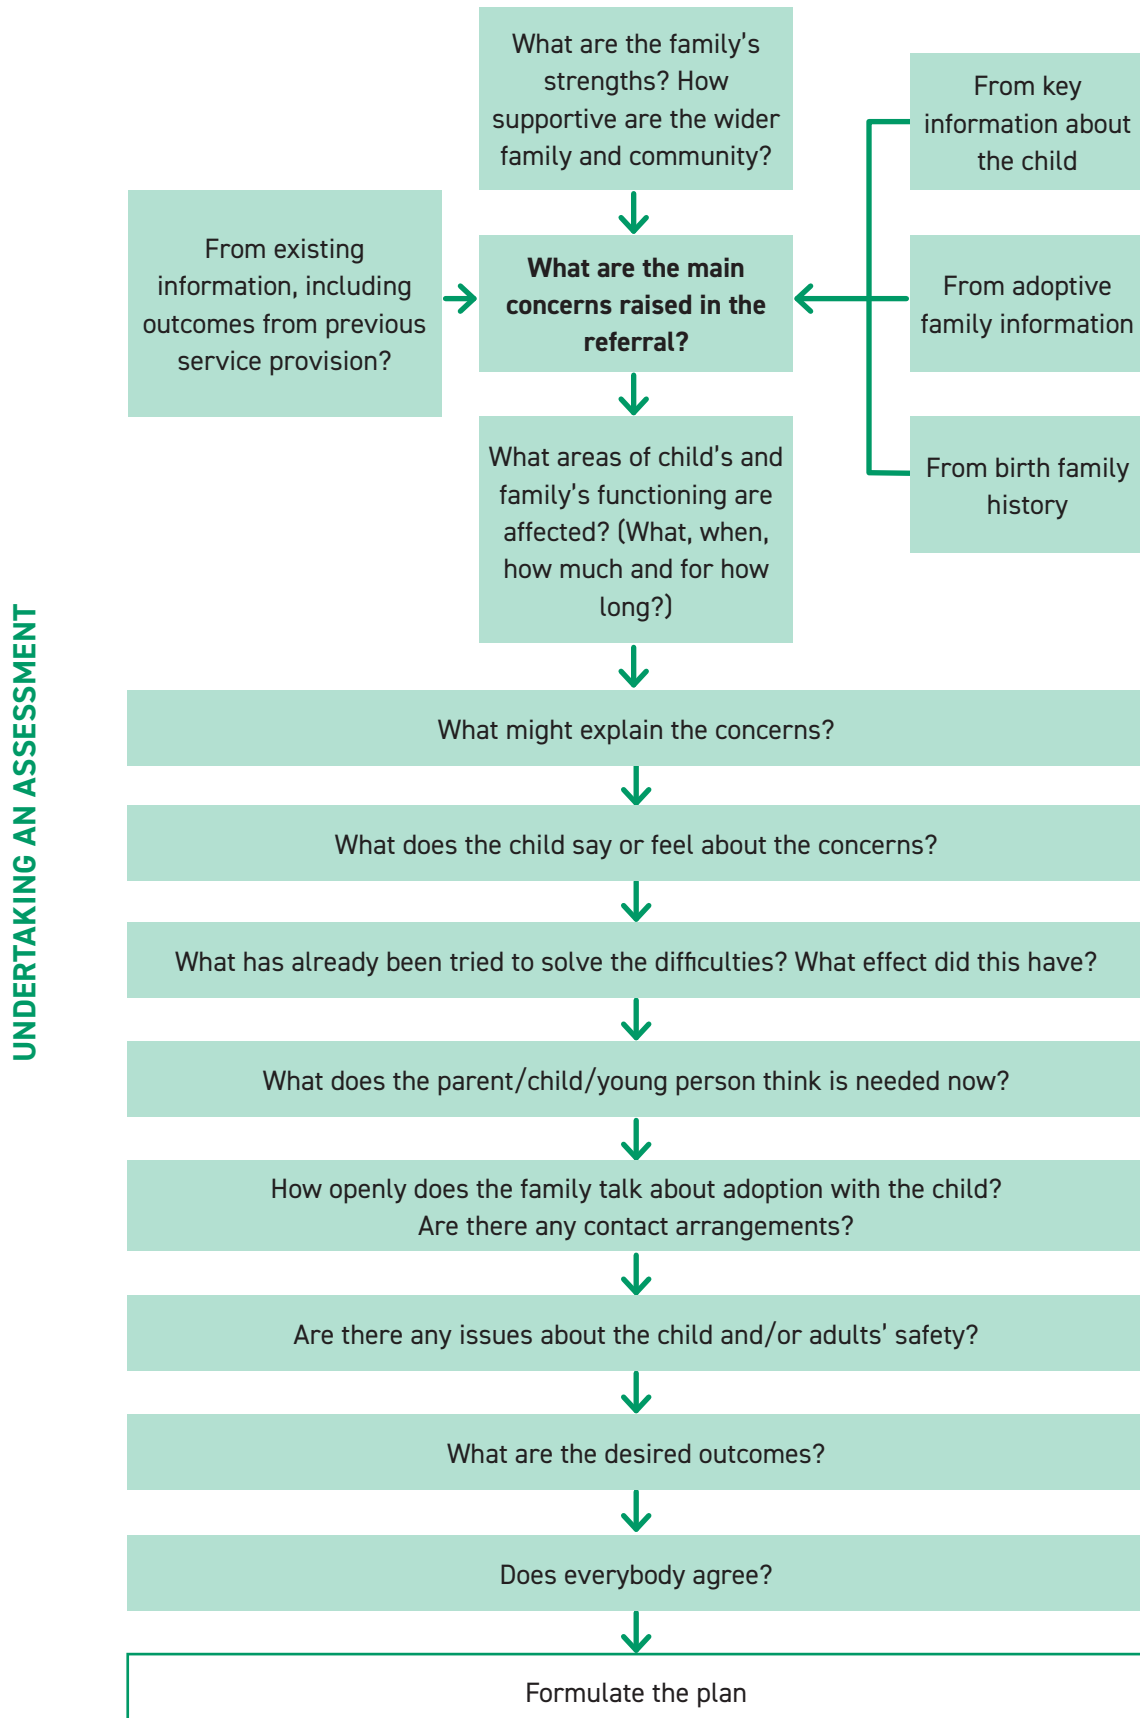 What are the family's
strengths? How
supportive are the wider
family and community?
From key
information about
the child
From existing
information, including
outcomes from previous
service provision?
What are the main
concerns raised in the
referral?
From adoptive
family information
What areas of child's and
family's functioning are
affected? (What, when,
how much and for how
long?)
From birth family
history
UNDERTAKING AN ASSESSMENT
What might explain the concerns?
What does the child say or feel about the concerns?
What has already been tried to solve the difficulties? What effect did this have?
What does the parent/child/young person think is needed now?
How openly does the family talk about adoption with the child?
Are there any contact arrangements?
Are there any issues about the child and/or adults' safety?
What are the desired outcomes?
Does everybody agree?
Formulate the plan